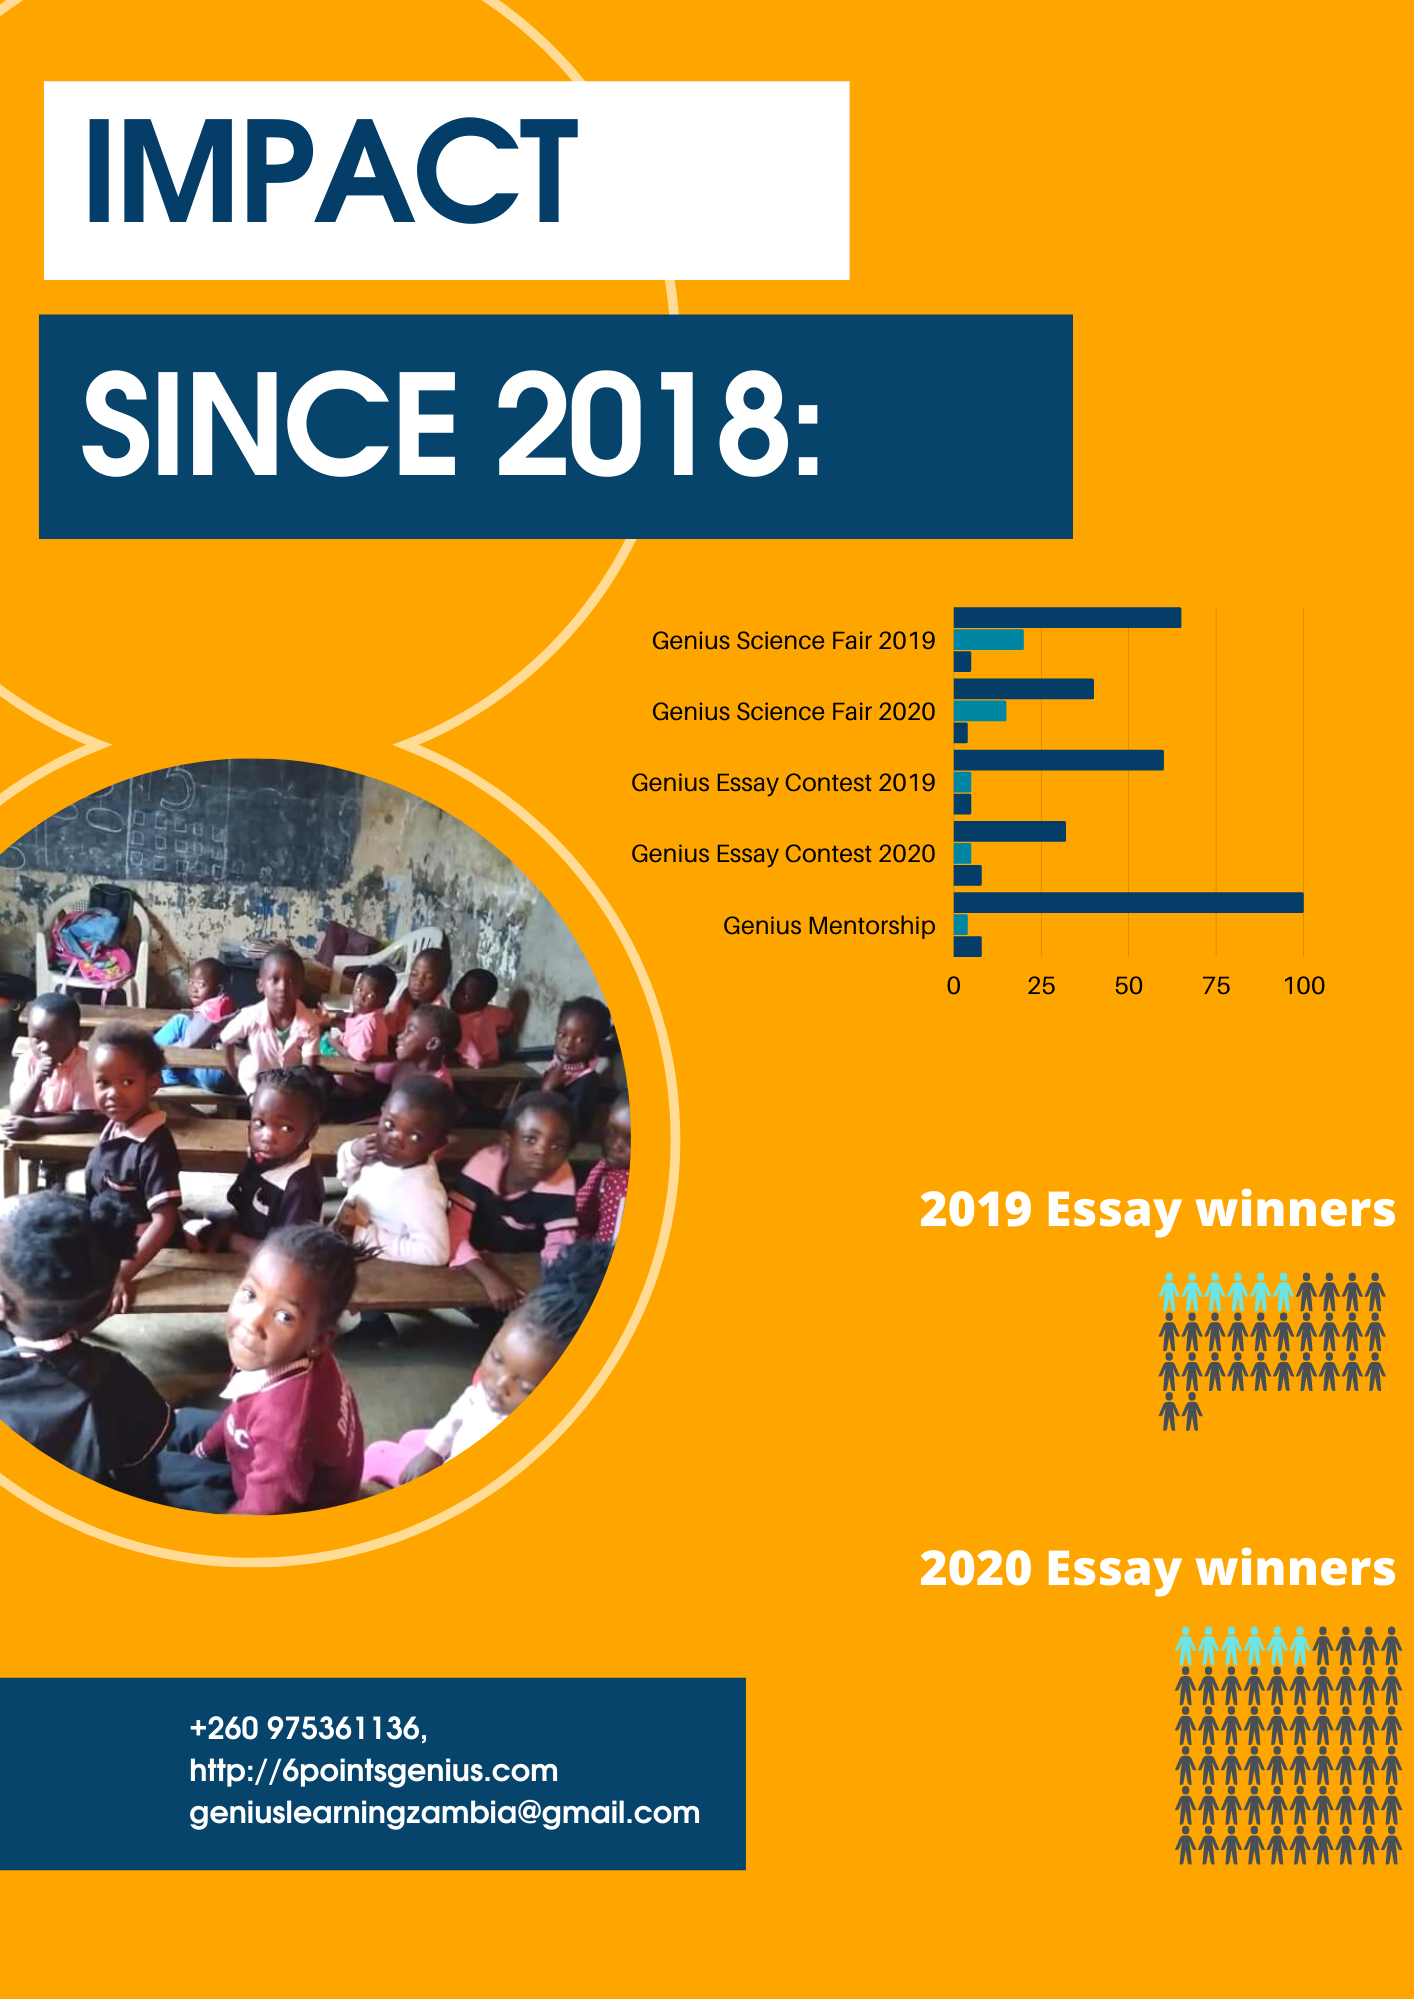 IMPACT
SINCE 2018:
Genius Science Fair 2019
Genius Science Fair 2020
Genius Essay Contest 2019
Genius Essay Contest 2020
Genius Mentorship
0 25 50 75 100
2019 Essay winners
2020 Essay winners
+260 975361136,
http://6pointsgenius.com
geniuslearningzambia@gmail.com